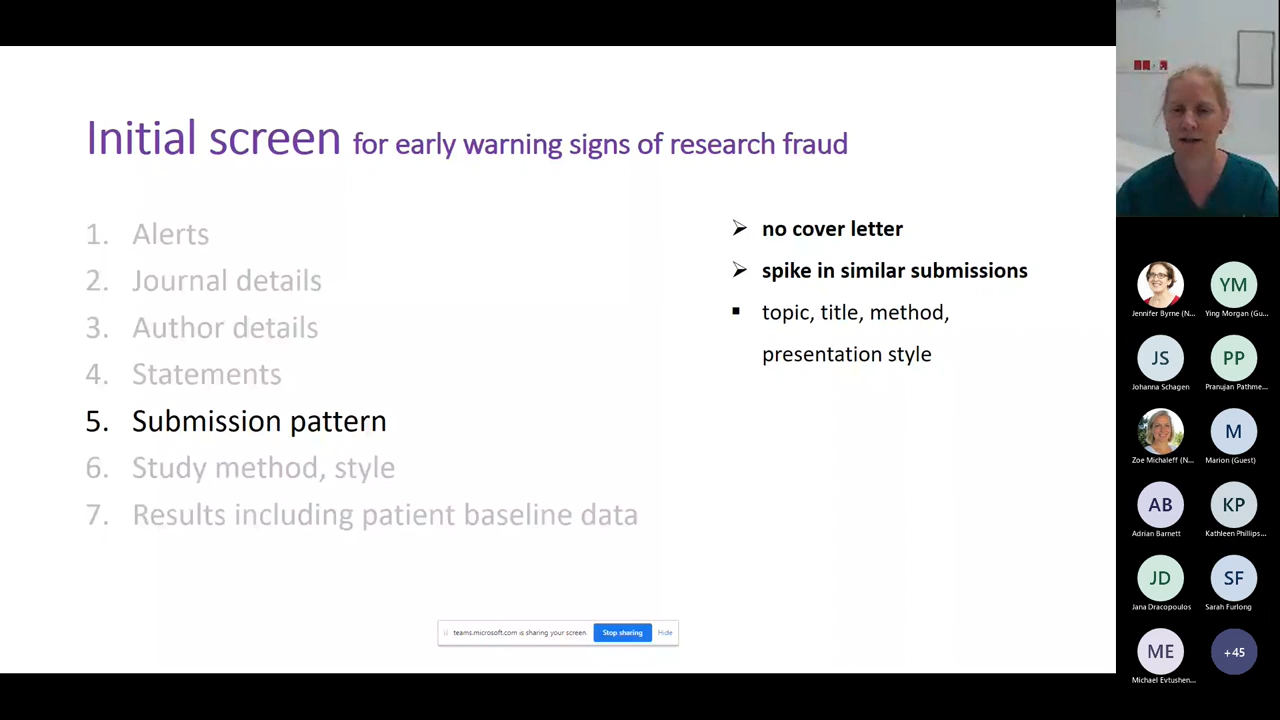 Initial screen for early warning signs of research fraud
1. Alerts
2. Journal details
3. Author details
4. Statements
5. Submission pattern
6. Study method, style
7. Results including patient baseline data
no cover letter
spike in similar submissions
topic, title, method,
presentation style
teams.microsoft.com is sharing your screen. Stop sharing Hide
Jennifer Byrne (N...
YM
Ying Morgan (Gu...
JS
Johanna Schagen
PP
Pranujan Pathme...
Zoe Michaleff (N...
M
Marion (Guest)
AB
Adrian Barnett
KP
Kathleen Phillips...
JD
Jana Dracopoulos
SF
Sarah Furlong
ME
Michael Evtushen...
+45